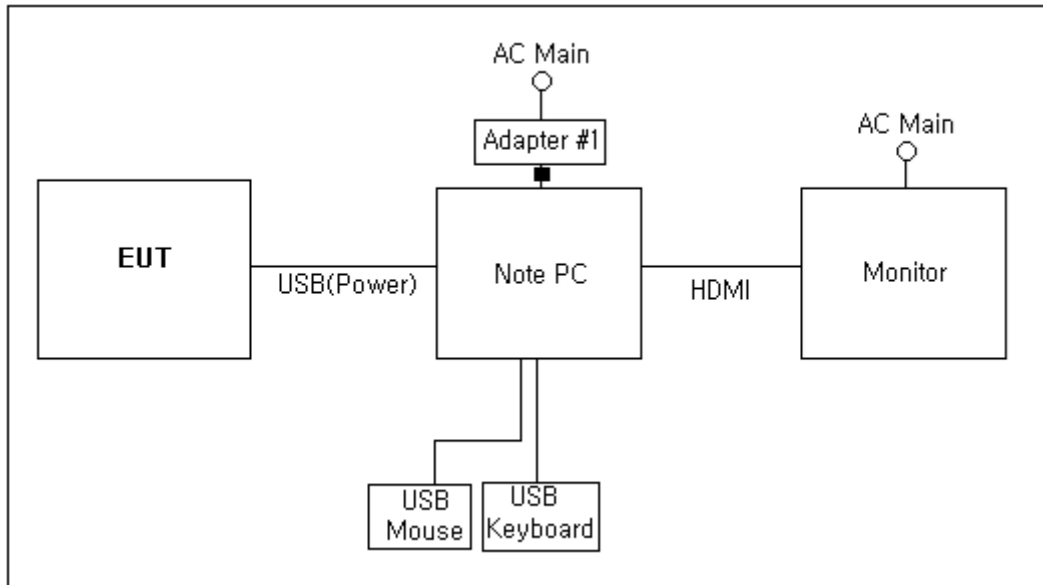 AC Main
Adapter #1
AC Main
EUT
USB(Power)
Note PC
HDMI
Monitor
USB
Mouse
USB
Keyboard